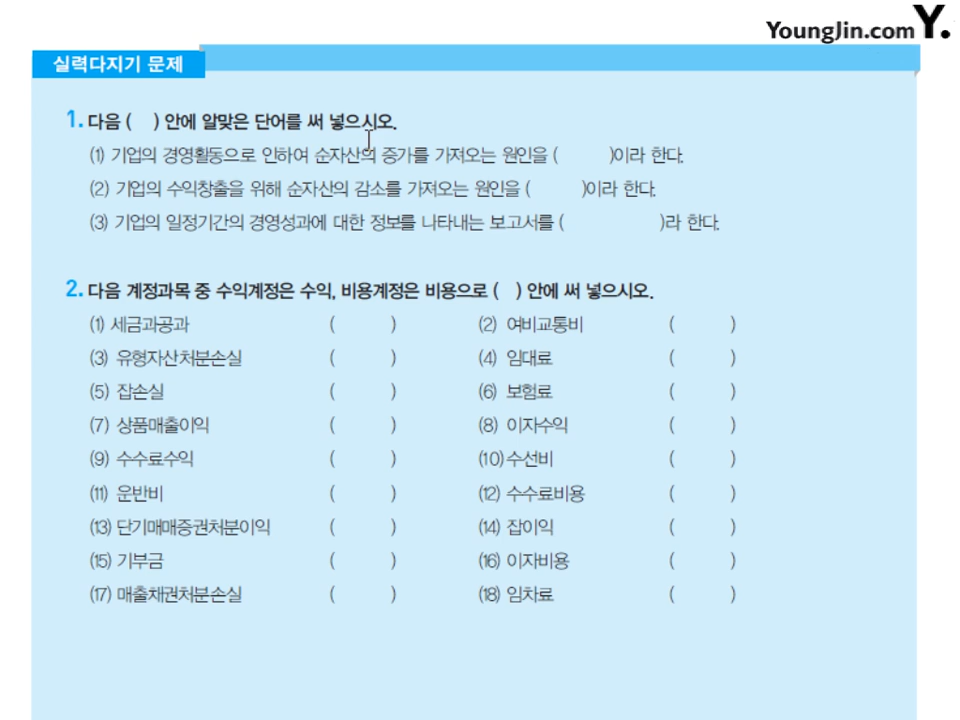 YoungJin.com Y.
실력다지기 문제
1. 다음 ( ) 안에 알맞은 단어를 써 넣으시오.
(1) 기업의 경영활동으로 인하여 순자산의 증가를 가져오는 원인을 ( )이라 한다.
(2) 기업의 수익창출을 위해 순자산의 감소를 가져오는 원인을 ( )이라 한다.
(3) 기업의 일정기간의 경영성과에 대한 정보를 나타내는 보고서를 ( )라 한다.
2. 다음 계정과목 중 수익계정은 수익, 비용계정은 비용으로 ( ) 안에 써 넣으시오.
(1) 세금과공과 ( ) (2) 여비교통비 ( )
(3) 유형자산처분손실 ( ) (4) 임대료 ( )
(5) 잡손실 ( ) (6) 보험료 ( )
(7) 상품매출이익 ( ) (8) 이자수익 ( )
(9) 수수료수익 ( ) (10) 수선비 ( )
(11) 운반비 ( ) (12) 수수료비용 ( )
(13) 단기매매증권처분이익 ( ) (14) 잡이익 ( )
(15) 기부금 ( ) (16) 이자비용 ( )
(17) 매출채권처분손실 ( ) (18) 임차료 ( )